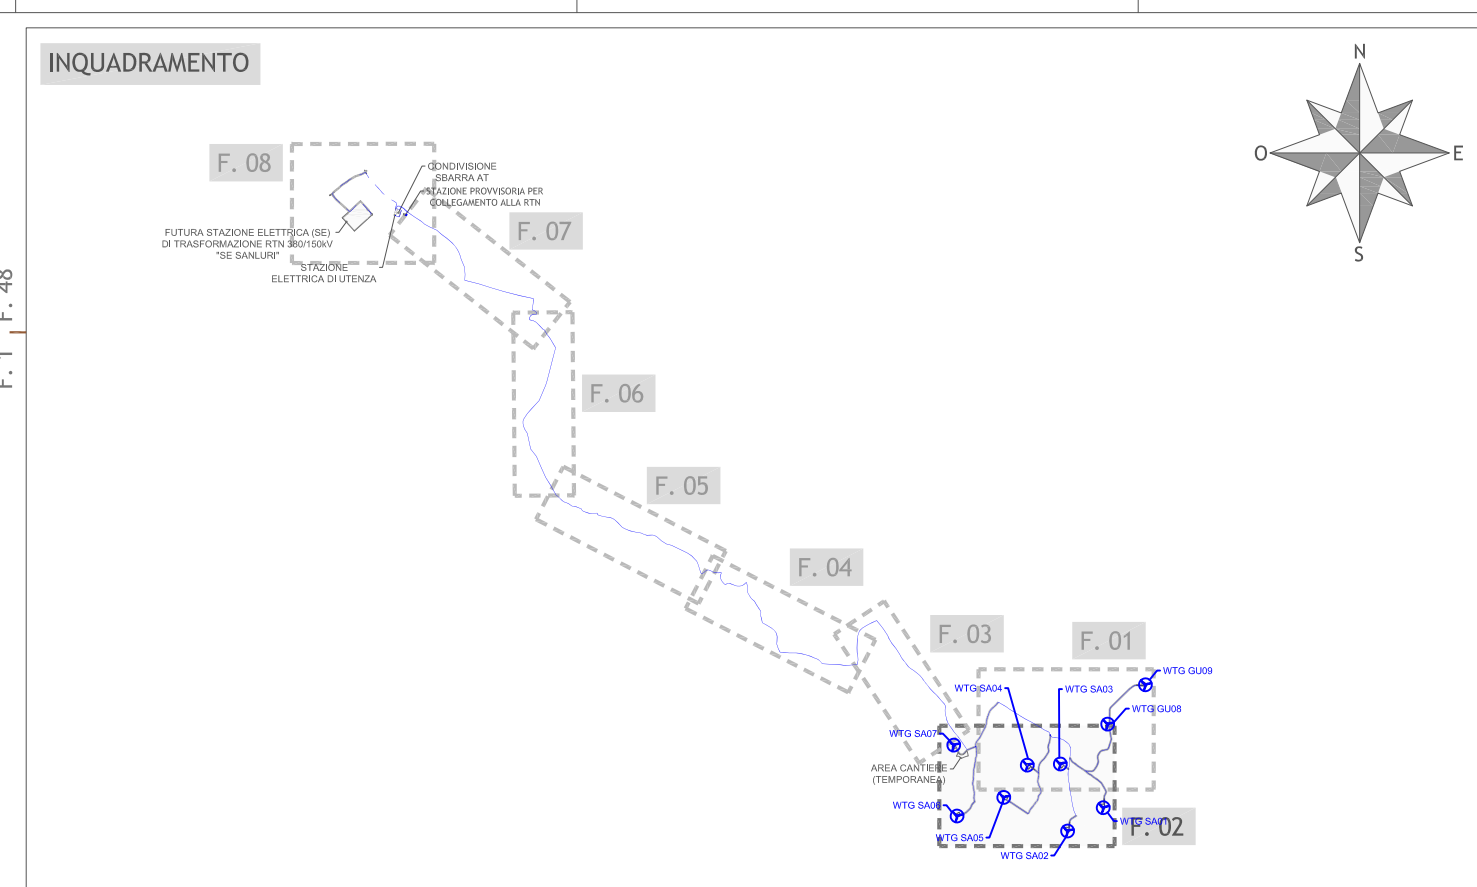 INQUADRAMENTO
N
O
E
S
F. 08
CONDIVISIONE
SBARRA AT
STAZIONE PROVVISORIA PER
COLLEGAMENTO ALLA RTN
FUTURA STAZIONE ELETTRICA (SE)
DI TRASFORMAZIONE RTN 380/150kV
"SE SANLURI"
STAZIONE
ELETTRICA DI UTENZA
F. 07
F. 1 F. 48
F. 06
F. 05
F. 04
F. 03
F. 01
WTG GU09
WTG SA04
WTG SA03
WTG GU08
WTG SA07
AREA CANTIERE
(TEMPORANEA)
WTG SA06
WTG SA01
F. 02
WTG SA05
WTG SA02